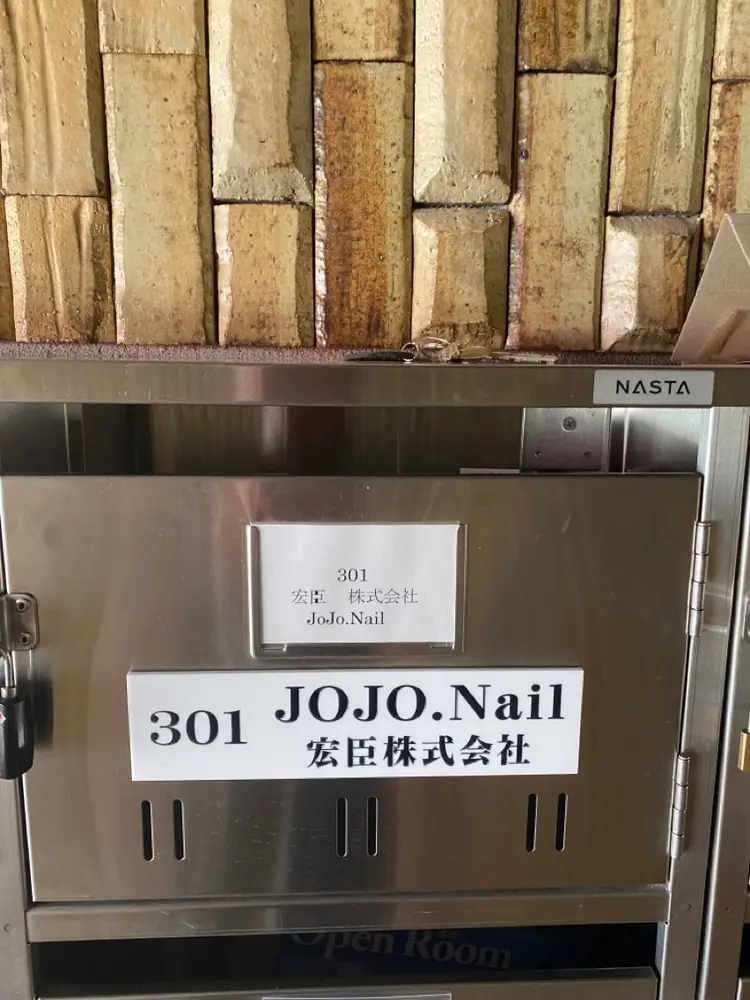 NASTA
301
宏臣 株式会社
JoJo.Nail
301 JOJO.Nail
宏臣株式会社
Open Room